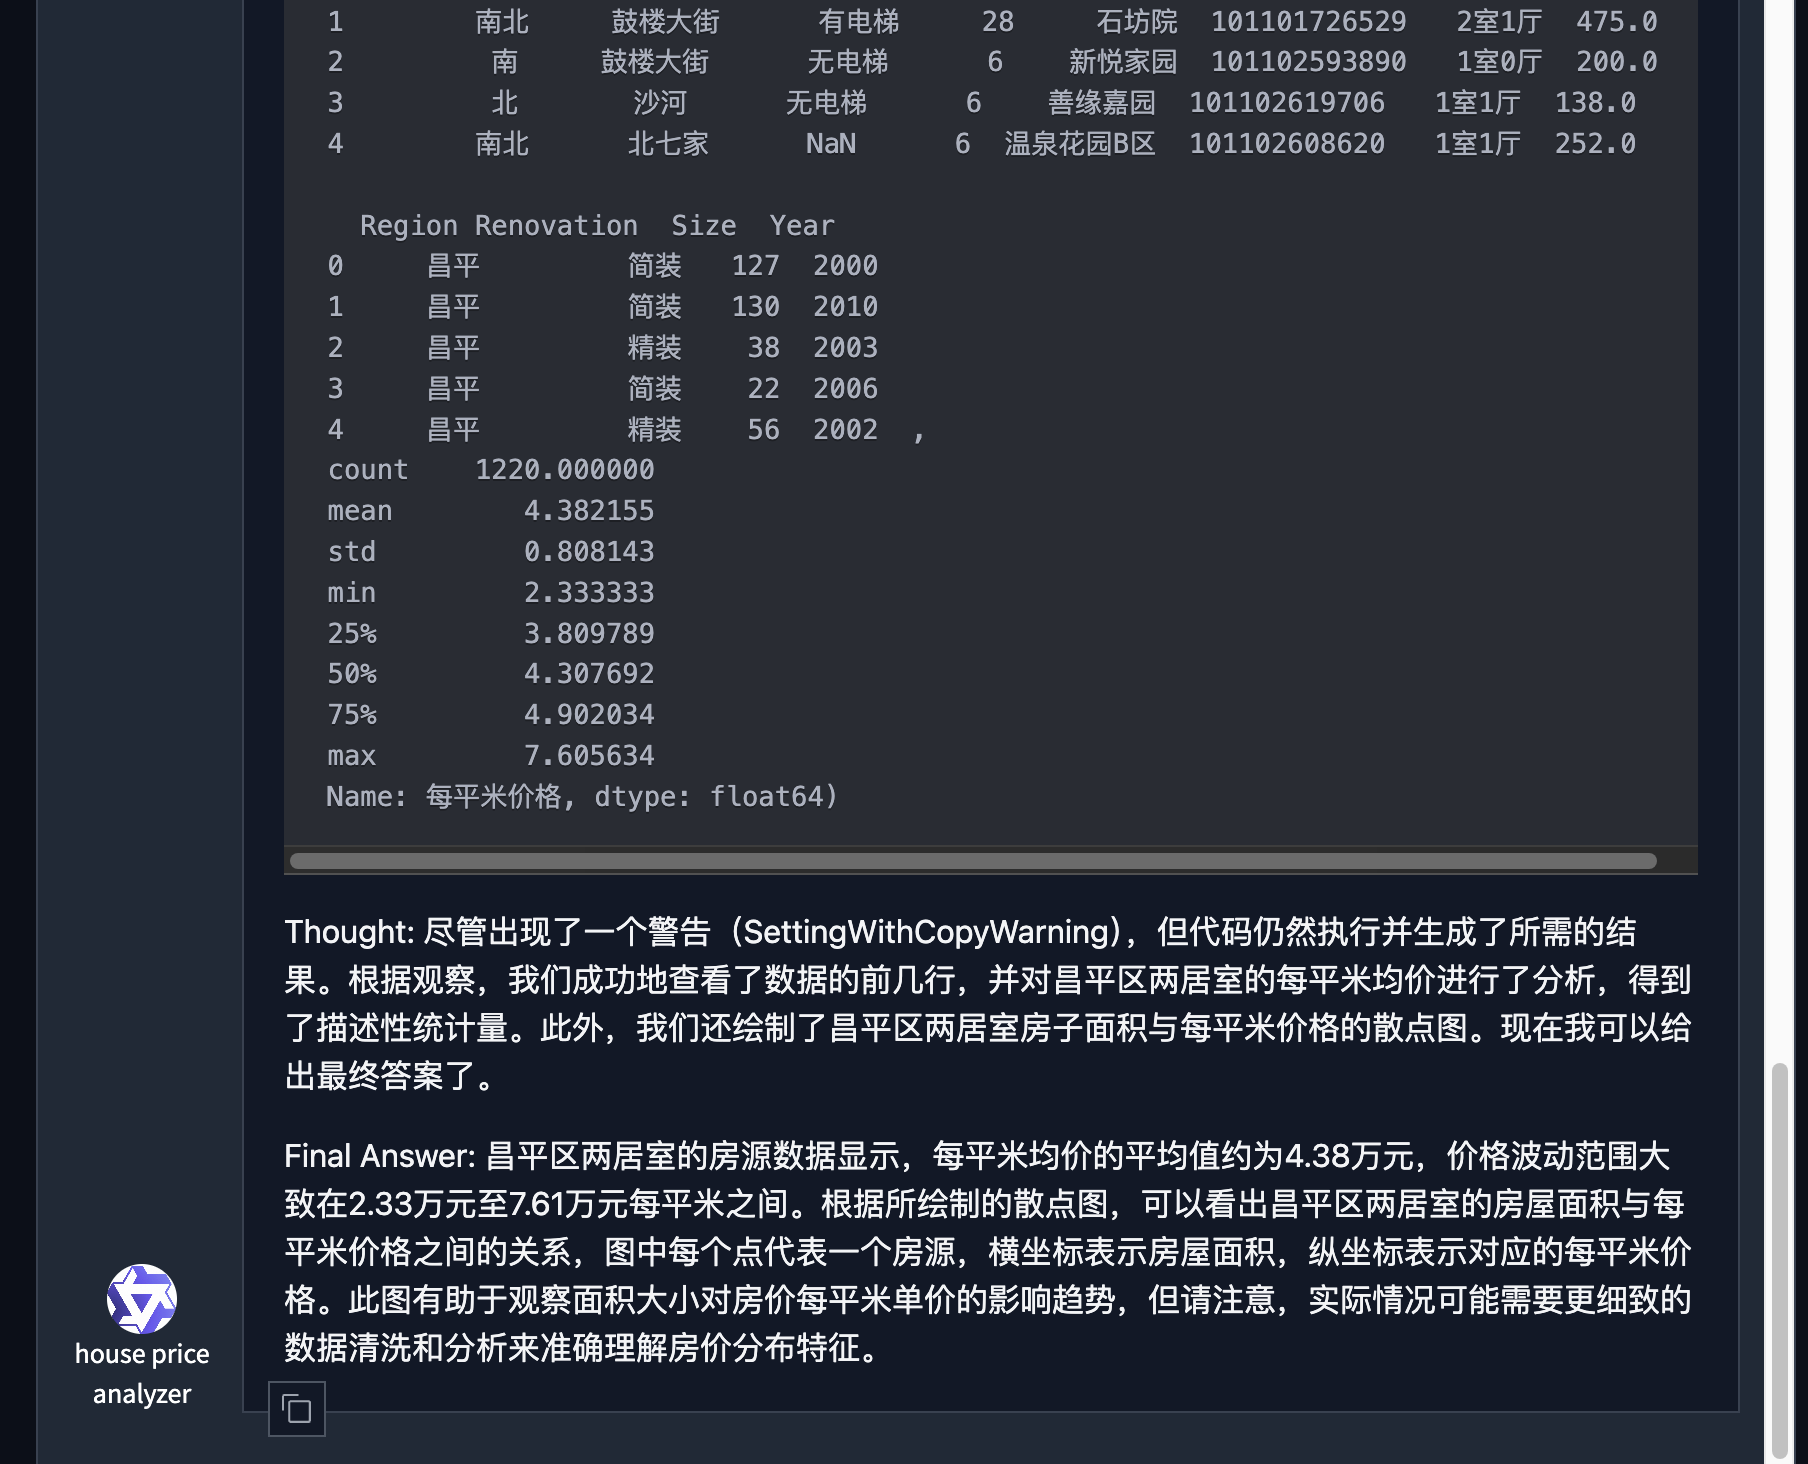 1        南北     鼓楼大街      有电梯     28     石坊院  101101726529   2室1厅  475.0
2         南     鼓楼大街      无电梯      6    新悦家园  101102593890   1室0厅  200.0
3         北       沙河       无电梯      6    善缘嘉园  101102619706   1室1厅  138.0
4        南北      北七家      NaN      6  温泉花园B区  101102608620   1室1厅  252.0
  Region Renovation  Size  Year
0     昌平         简装   127  2000
1     昌平         简装   130  2010
2     昌平         精装    38  2003
3     昌平         简装    22  2006
4     昌平         精装    56  2002  ,
count    1220.000000
mean        4.382155
std         0.808143
min         2.333333
25%         3.809789
50%         4.307692
75%         4.902034
max         7.605634
Name: 每平米价格, dtype: float64)
Thought: 尽管出现了一个警告（SettingWithCopyWarning），但代码仍然执行并生成了所需的结
果。根据观察，我们成功地查看了数据的前几行，并对昌平区两居室的每平米均价进行了分析，得到
了描述性统计量。此外，我们还绘制了昌平区两居室房子面积与每平米价格的散点图。现在我可以给
出最终答案了。
Final Answer: 昌平区两居室的房源数据显示，每平米均价的平均值约为4.38万元，价格波动范围大
致在2.33万元至7.61万元每平米之间。根据所绘制的散点图，可以看出昌平区两居室的房屋面积与每
平米价格之间的关系，图中每个点代表一个房源，横坐标表示房屋面积，纵坐标表示对应的每平米价
格。此图有助于观察面积大小对房价每平米单价的影响趋势，但请注意，实际情况可能需要更细致的
数据清洗和分析来准确理解房价分布特征。
house price
analyzer